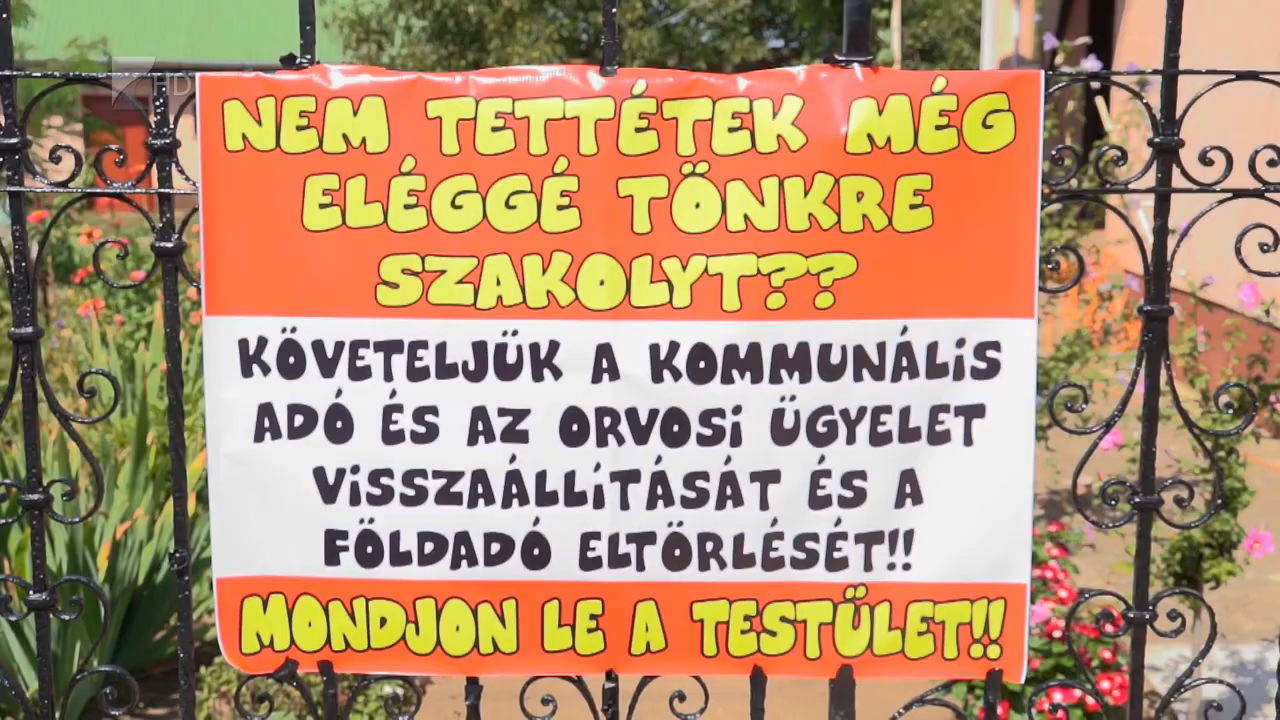 HD
NEM TETTÉTEK MÉG
ELÉGGÉ TÖNKRE
SZAKOLYT??
KÖVETELJÜK A KOMMUNÁLiS
ADÓ ÉS AZ ORVOSi ÜGYELET
ViSSZAÁLLíTÁSÁT ÉS A
FÖLDADÓ ELTÖRLÉSÉT!!
MONDJON LE A TESTÜLET!!